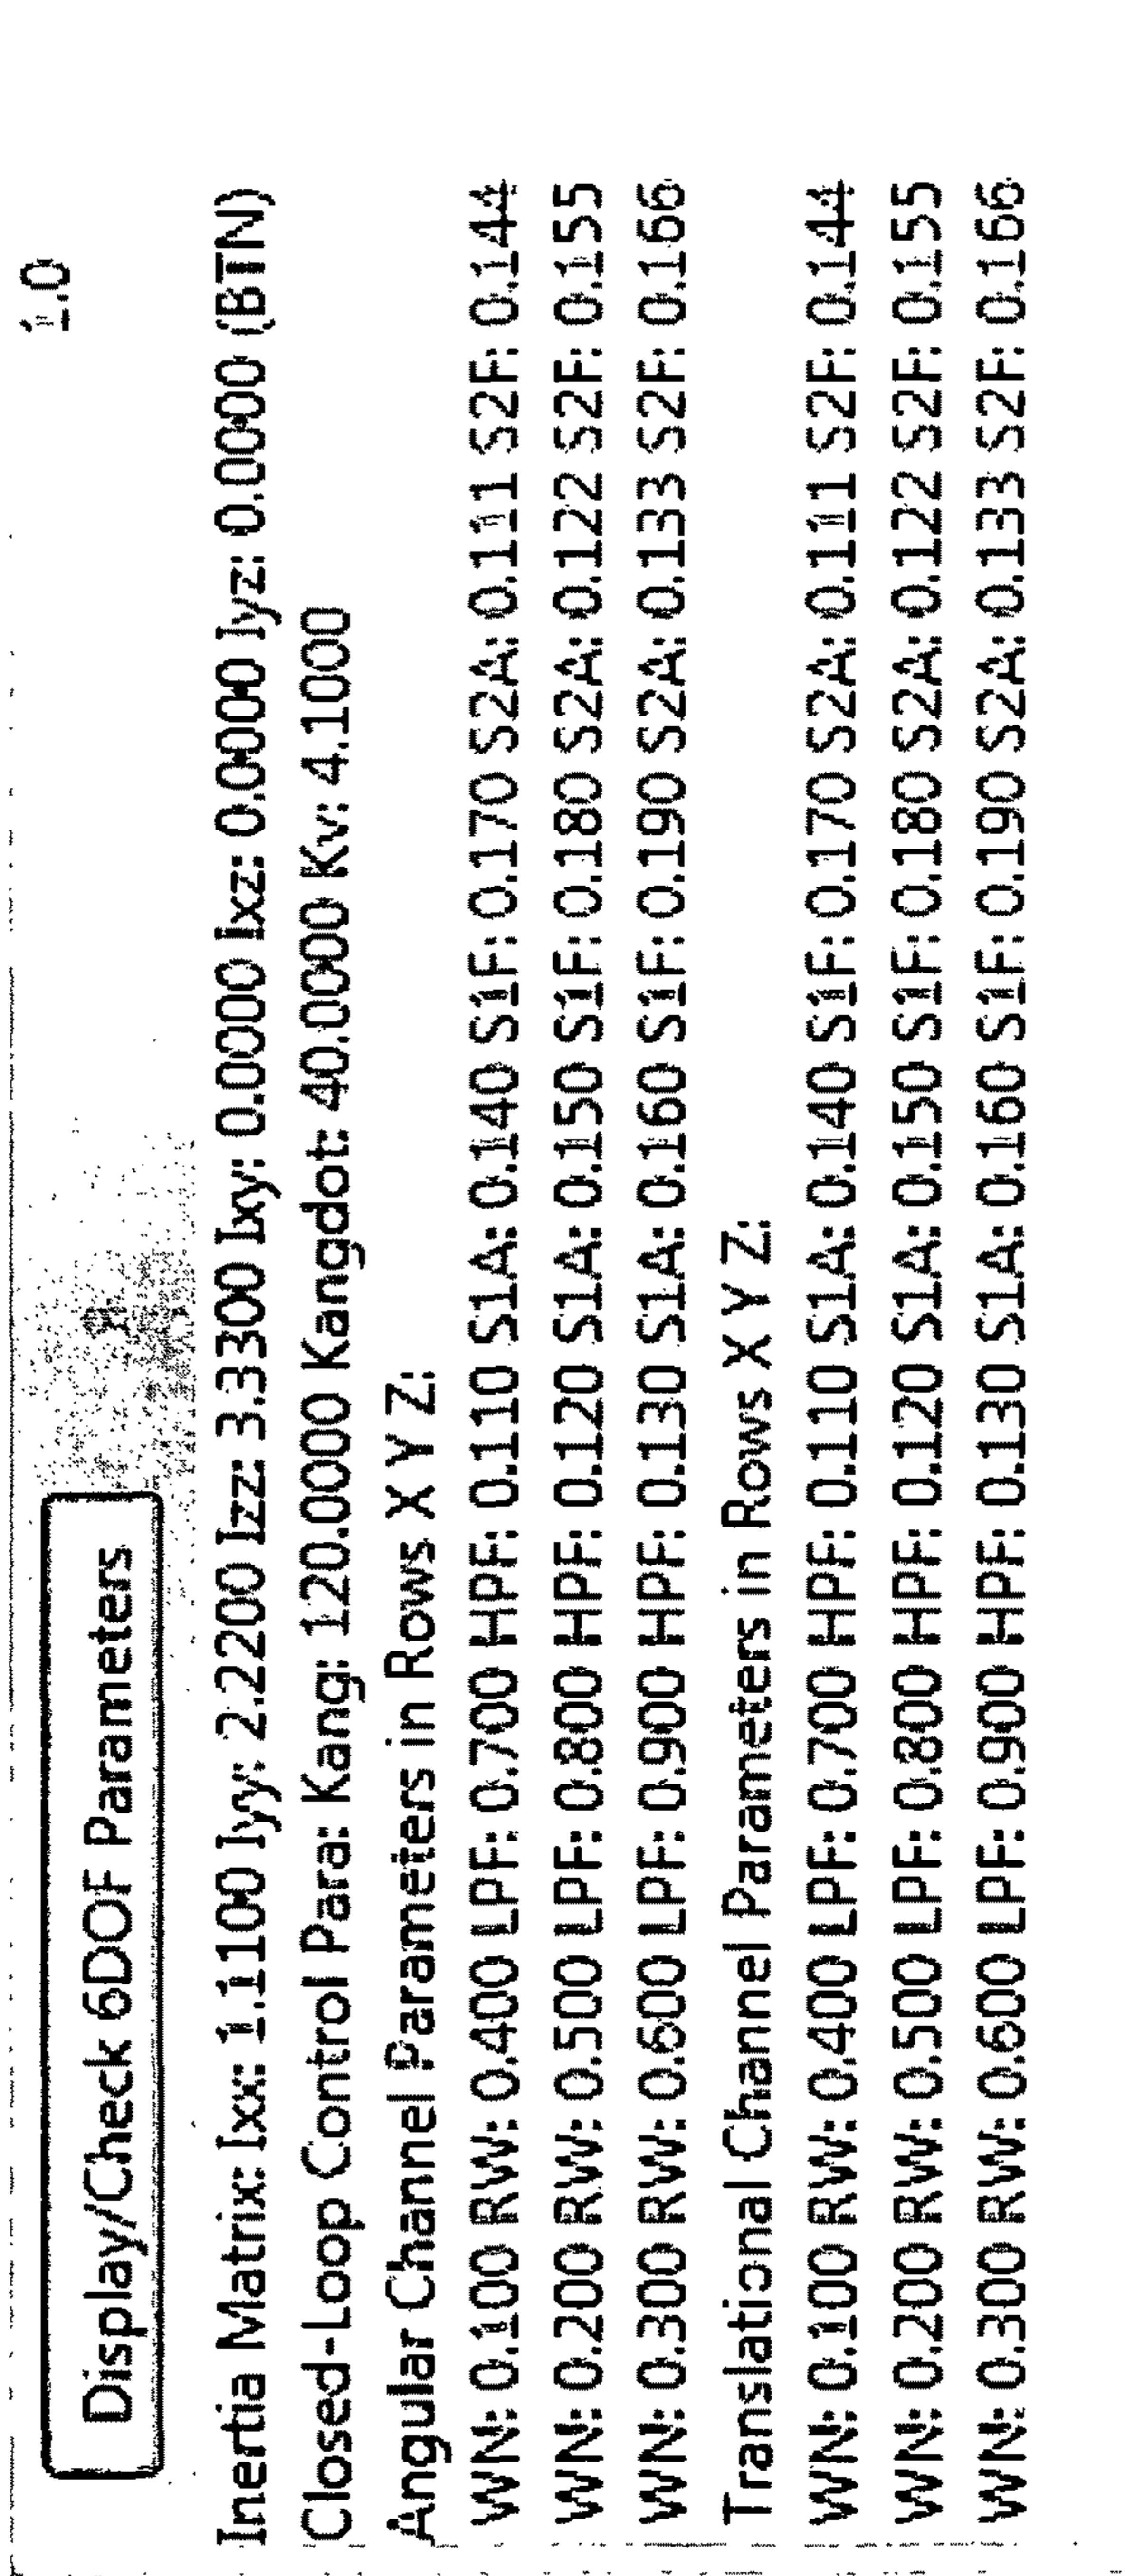 Display/Check 6DOF Parameters 1.0
Inertia Matrix: Ixx: 1.1100 Iyy: 2.2200 Izz: 3.3300 Ixy: 0.0000 Ixz: 0.0000 Iyz: 0.0000 (BTN)
Closed-Loop Control Para: Kang: 120.0000 Kangdot: 40.0000 Kv: 4.1000
Angular Channel Parameters in Rows X Y Z:
WN: 0.100 RW: 0.400 LPF: 0.700 HPF: 0.110 S1A: 0.140 S1F: 0.170 S2A: 0.111 S2F: 0.144
WN: 0.200 RW: 0.500 LPF: 0.800 HPF: 0.120 S1A: 0.150 S1F: 0.180 S2A: 0.122 S2F: 0.155
WN: 0.300 RW: 0.600 LPF: 0.900 HPF: 0.130 S1A: 0.160 S1F: 0.190 S2A: 0.133 S2F: 0.166
Translational Channel Parameters in Rows X Y Z:
WN: 0.100 RW: 0.400 LPF: 0.700 HPF: 0.110 S1A: 0.140 S1F: 0.170 S2A: 0.111 S2F: 0.144
WN: 0.200 RW: 0.500 LPF: 0.800 HPF: 0.120 S1A: 0.150 S1F: 0.180 S2A: 0.122 S2F: 0.155
WN: 0.300 RW: 0.600 LPF: 0.900 HPF: 0.130 S1A: 0.160 S1F: 0.190 S2A: 0.133 S2F: 0.166